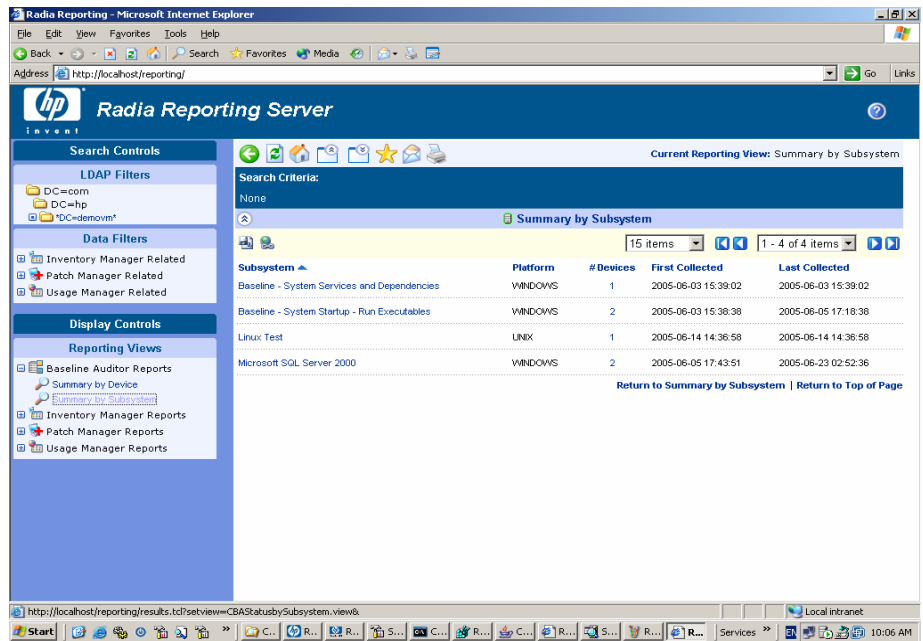 Radia Reporting - Microsoft Internet Explorer
File Edit View Favorites Tools Help
Back Search Favorites Media
Address http://localhost/reporting/ Go Links
hp
invent
Radia Reporting Server
Search Controls
LDAP Filters
DC=com
DC=hp
*DC=demovm*
Data Filters
Inventory Manager Related
Patch Manager Related
Usage Manager Related
Display Controls
Reporting Views
Baseline Auditor Reports
Summary by Device
Summary by Subsystem
Inventory Manager Reports
Patch Manager Reports
Usage Manager Reports
Current Reporting View: Summary by Subsystem
Search Criteria:
None
Summary by Subsystem
15 items 1 - 4 of 4 items
Subsystem Platform #Devices First Collected Last Collected
Baseline - System Services and Dependencies WINDOWS 1 2005-06-03 15:39:02 2005-06-03 15:39:02
Baseline - System Startup - Run Executables WINDOWS 2 2005-06-03 15:38:38 2005-06-05 17:18:38
Linux Test UNIX 1 2005-06-14 14:36:58 2005-06-14 14:36:58
Microsoft SQL Server 2000 WINDOWS 2 2005-06-05 17:43:51 2005-06-23 02:52:36
Return to Summary by Subsystem | Return to Top of Page
http://localhost/reporting/results.tcl?setview=CBAStatusbySubsystem.view& Local intranet
Start C... R... R... S... C... R... C... R... S... R... R... Services EN 10:06 AM